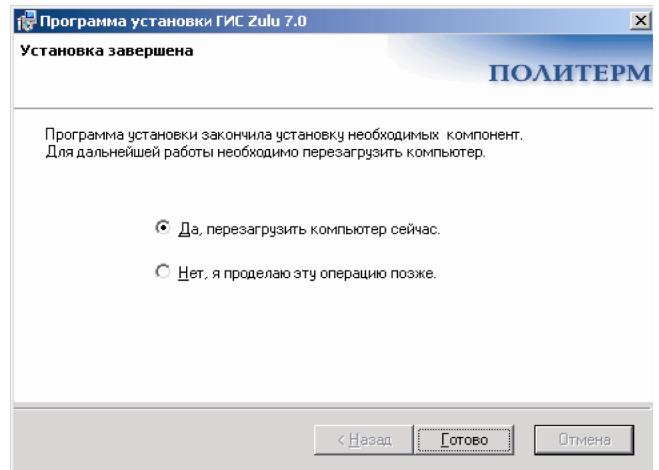 Программа установки ГИС Zulu 7.0
Установка завершена
ПОЛИТЕРМ
Программа установки закончила установку необходимых компонент.
Для дальнейшей работы необходимо перезагрузить компьютер.
Да, перезагрузить компьютер сейчас.
Нет, я проделаю эту операцию позже.
< Назад Готово Отмена